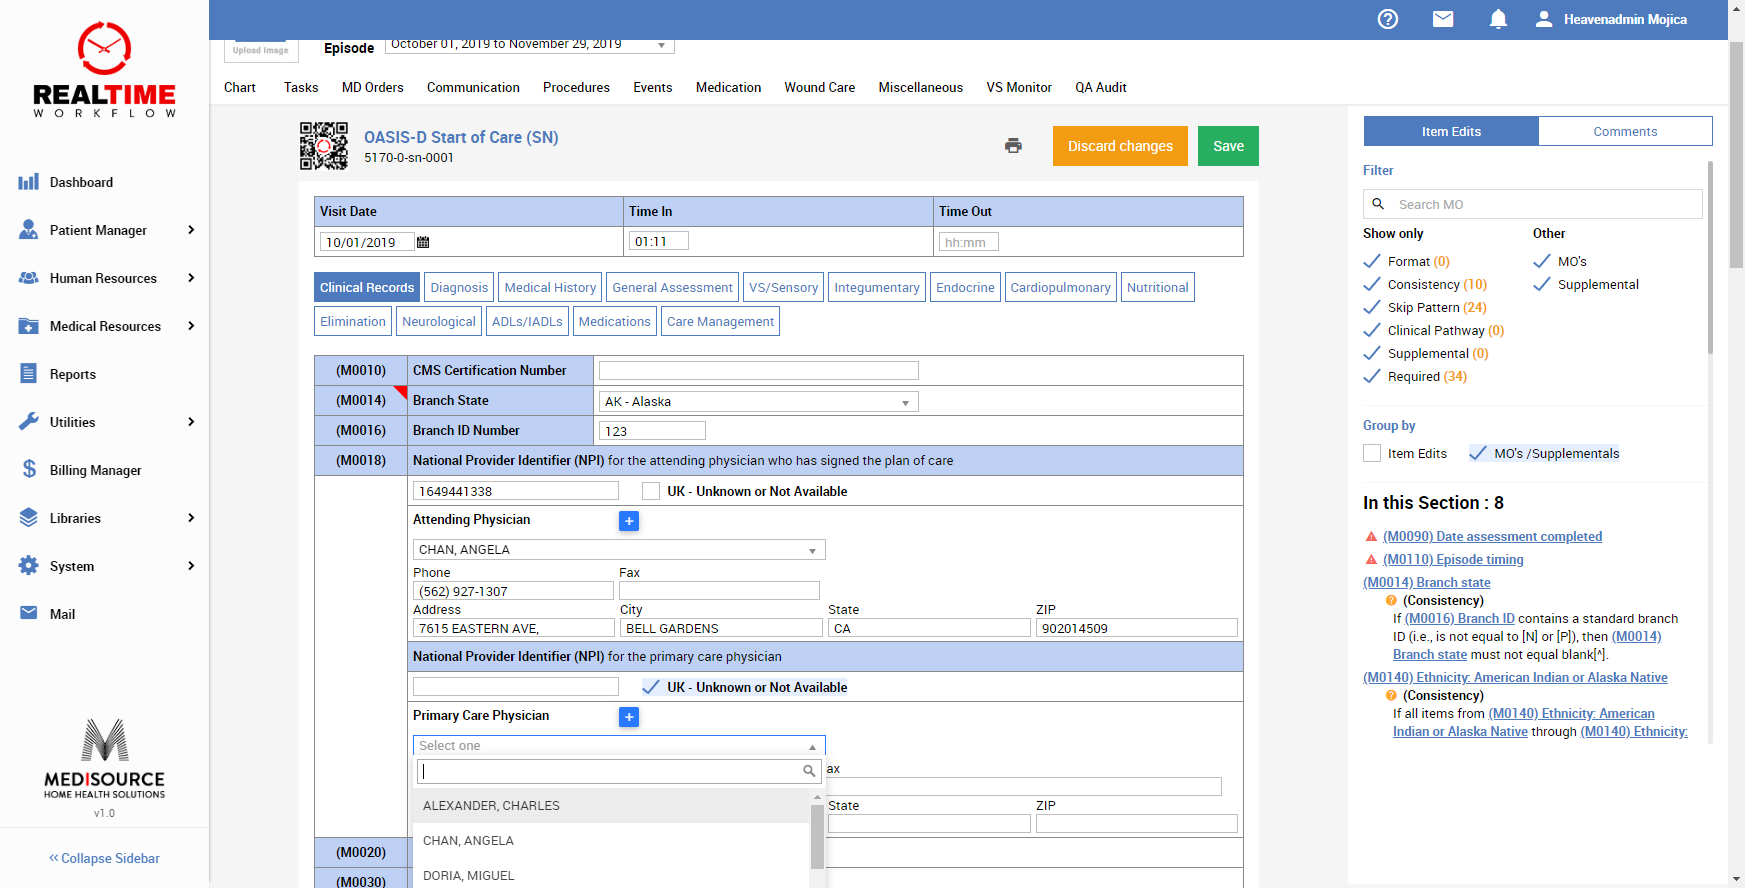 Heavenadmin Mojica
REALTIME
WORKFLOW
Dashboard
Patient Manager
Human Resources
Medical Resources
Reports
Utilities
Billing Manager
Libraries
System
Mail
MEDISOURCE
HOME HEALTH SOLUTIONS
v1.0
Collapse Sidebar
Upload Image
Episode
October 01, 2019 to November 29, 2019
Chart Tasks MD Orders Communication Procedures Events Medication Wound Care Miscellaneous VS Monitor QA Audit
OASIS-D Start of Care (SN)
5170-0-sn-0001
Discard changes
Save
Visit Date Time In Time Out
10/01/2019 01:11 hh:mm
Clinical Records Diagnosis Medical History General Assessment VS/Sensory Integumentary Endocrine Cardiopulmonary Nutritional
Elimination Neurological ADLs/IADLs Medications Care Management
(M0010) CMS Certification Number
(M0014) Branch State AK - Alaska
(M0016) Branch ID Number 123
(M0018) National Provider Identifier (NPI) for the attending physician who has signed the plan of care
1649441338 UK - Unknown or Not Available
Attending Physician +
CHAN, ANGELA
Phone Fax
(562) 927-1307
Address City State ZIP
7615 EASTERN AVE, BELL GARDENS CA 902014509
National Provider Identifier (NPI) for the primary care physician
UK - Unknown or Not Available
Primary Care Physician +
Select one
ax
ALEXANDER, CHARLES
State ZIP
CHAN, ANGELA
(M0020)
DORIA, MIGUEL
(M0030)
Item Edits Comments
Filter
Search MO
Show only Other
Format (0) MO's
Consistency (10) Supplemental
Skip Pattern (24)
Clinical Pathway (0)
Supplemental (0)
Required (34)
Group by
Item Edits MO's /Supplementals
In this Section : 8
(M0090) Date assessment completed
(M0110) Episode timing
(M0014) Branch state
(Consistency)
If (M0016) Branch ID contains a standard branch
ID (i.e., is not equal to [N] or [P]), then (M0014)
Branch state must not equal blank[^].
(M0140) Ethnicity: American Indian or Alaska Native
(Consistency)
If all items from (M0140) Ethnicity: American
Indian or Alaska Native through (M0140) Ethnicity: